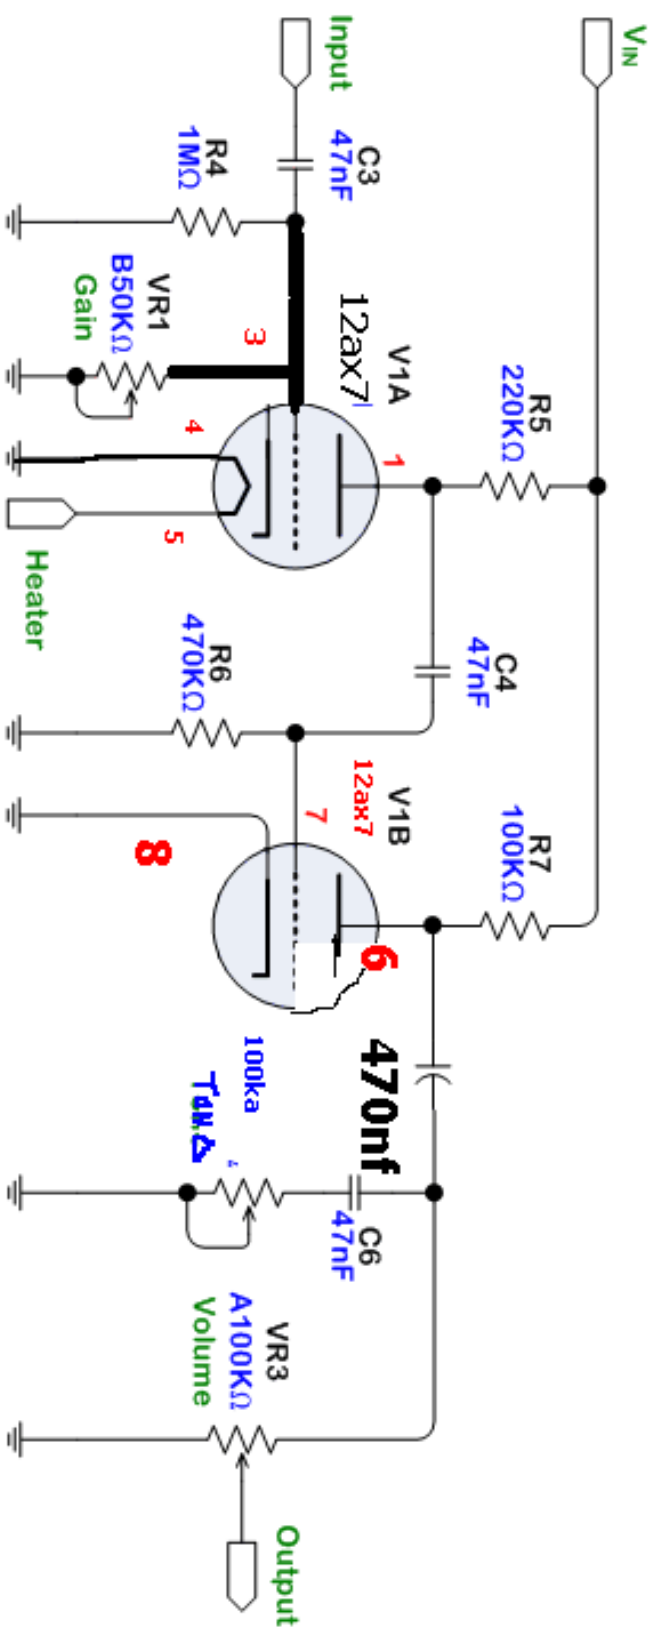 VIN
R5
220KΩ
R7
100KΩ
Input
C3
47nF
R4
1MΩ
VR1
B50KΩ
Gain
3
V1A
12ax7
1
4
5
Heater
C4
47nF
R6
470KΩ
V1B
12ax7
7
8
6
470nf
100ka
C6
47nF
VR3
A100KΩ
Volume
Output